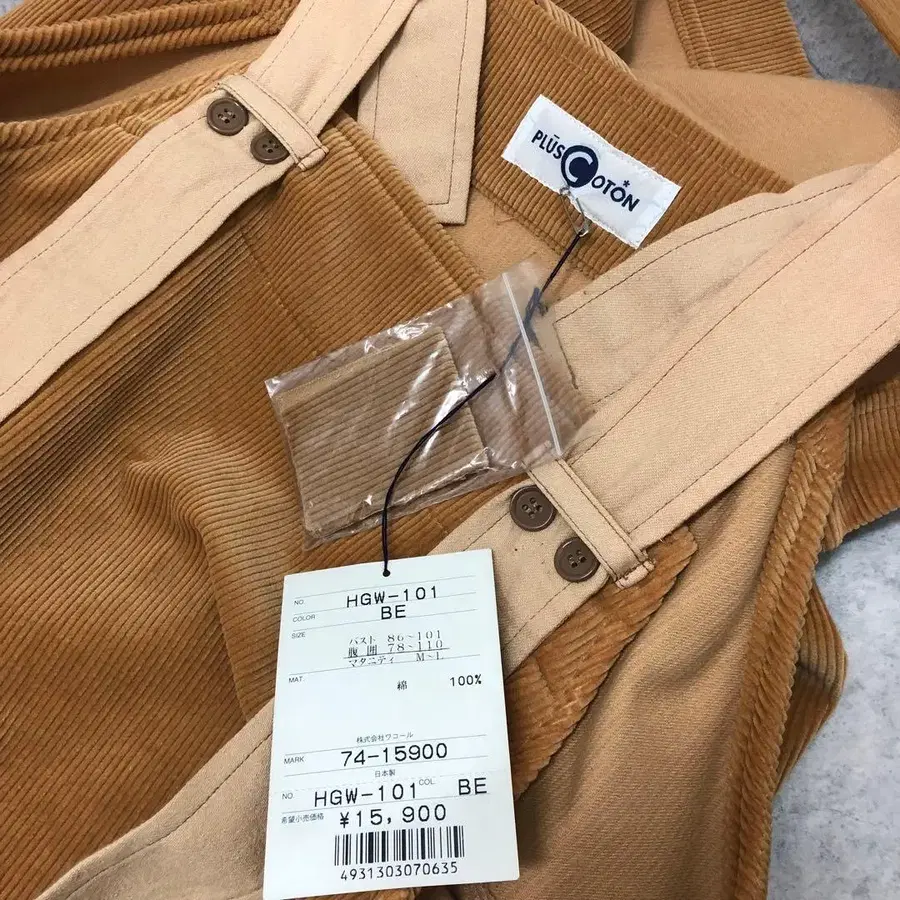 PLŪS COTŌN*
NO. HGW-101
COLOR BE
SIZE
バスト 86~101
腹囲 78~110
マタニティ M~L
MAT.
綿 100%
株式会社ワコール
MARK 74-15900
日本製
NO HGW-101 COL BE
希望小売価格 ¥15,900
4931303070635